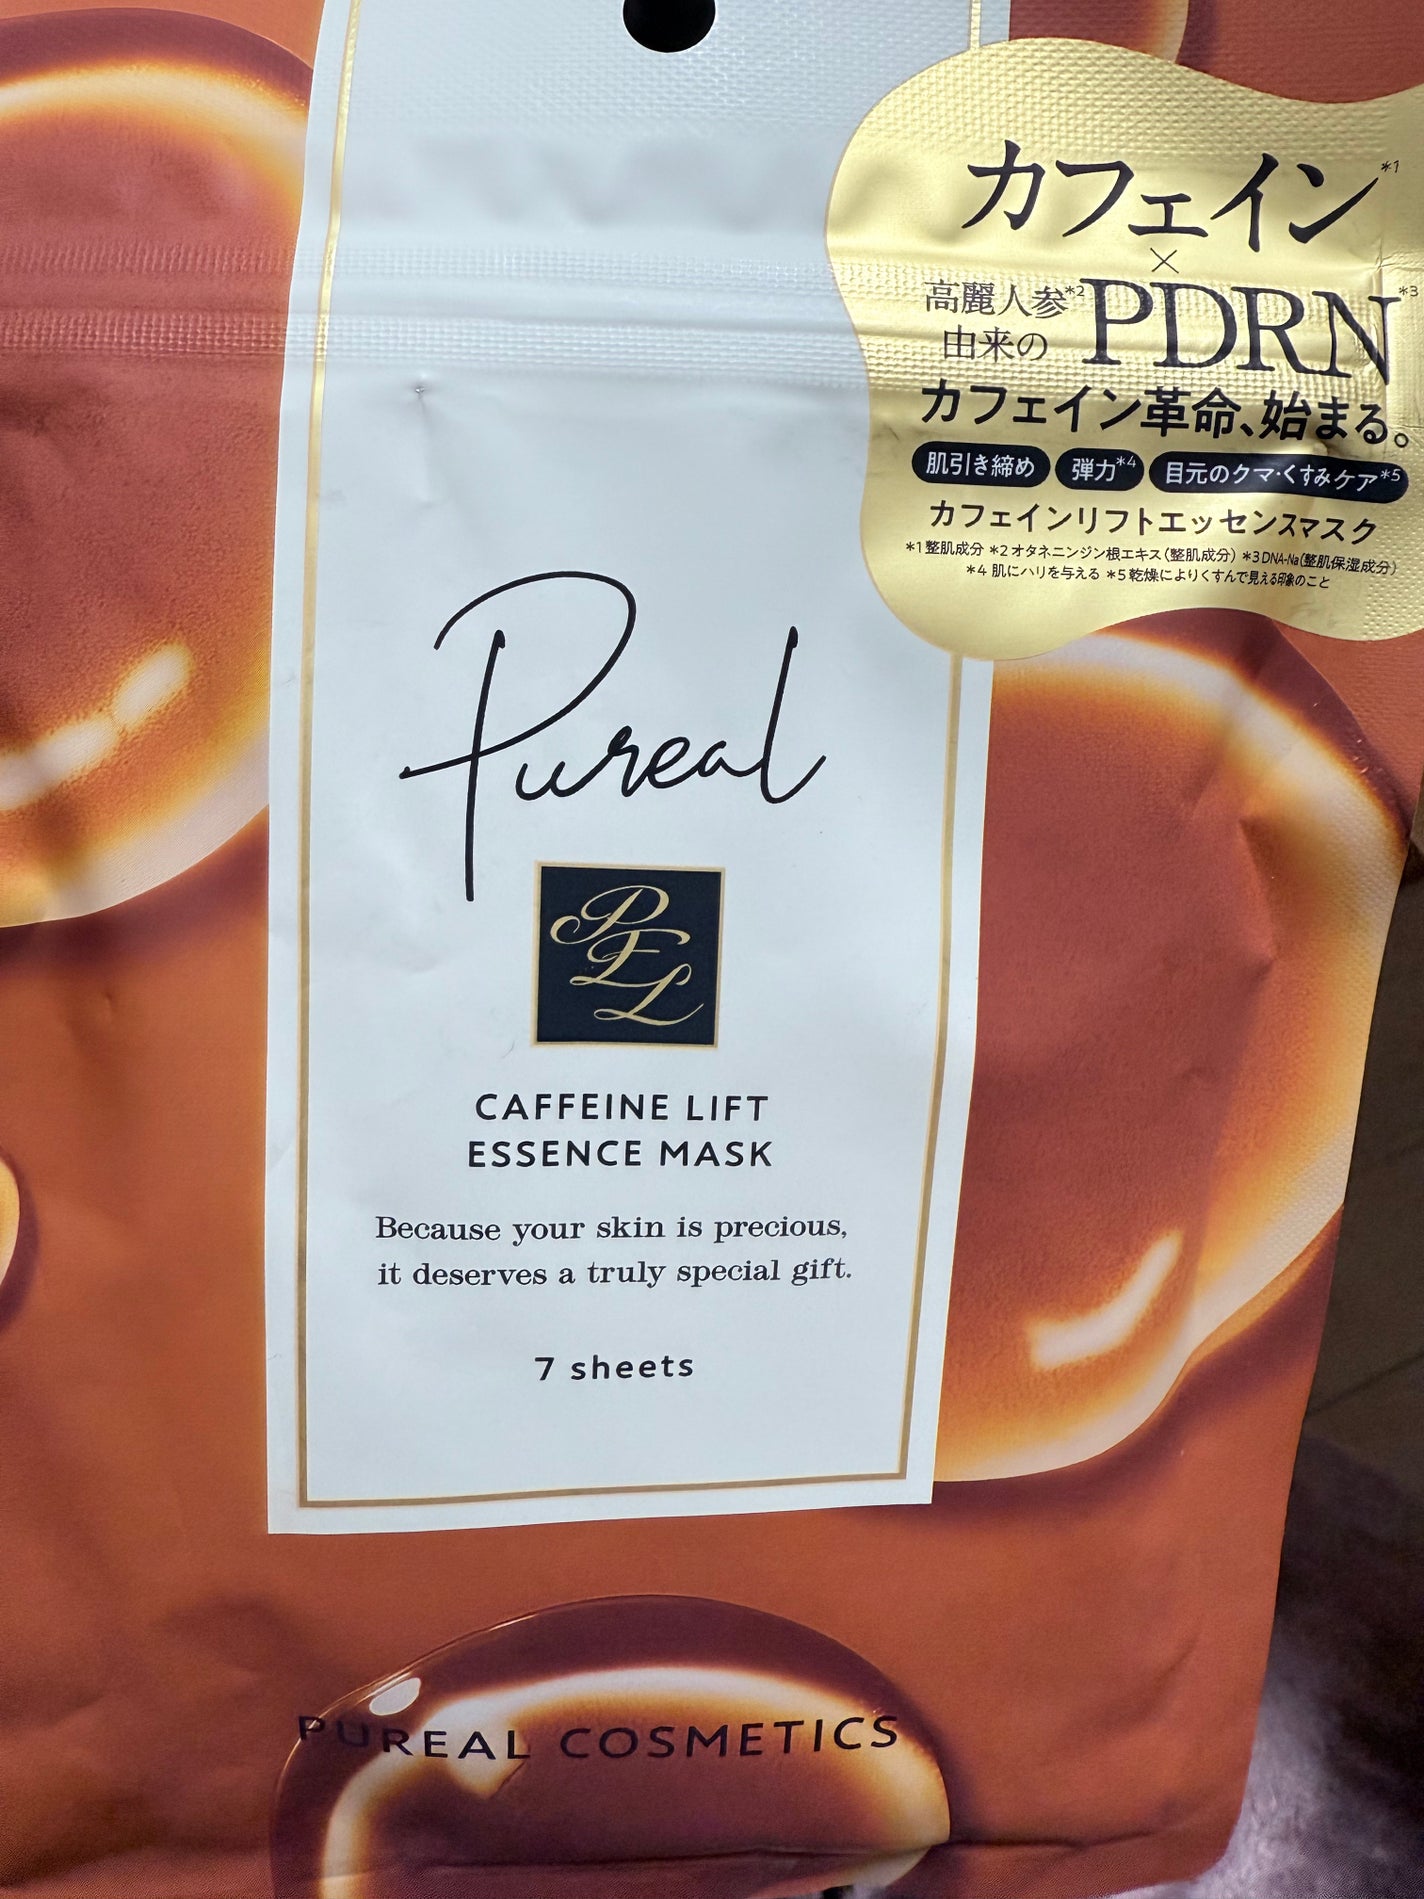 カフェイン*1
×
高麗人参*2
由来の
PDRN*3
カフェイン革命、始まる。
肌引き締め 弾力*4 目元のクマ・くすみケア*5
カフェインリフトエッセンスマスク
*1 整肌成分 *2 オタネニンジン根エキス(整肌成分) *3 DNA-Na(整肌保湿成分)
*4 肌にハリを与える *5 乾燥によりくすんで見える印象のこと
Pureal
PEL
CAFFEINE LIFT
ESSENCE MASK
Because your skin is precious,
it deserves a truly special gift.
7 sheets
PUREAL COSMETICS